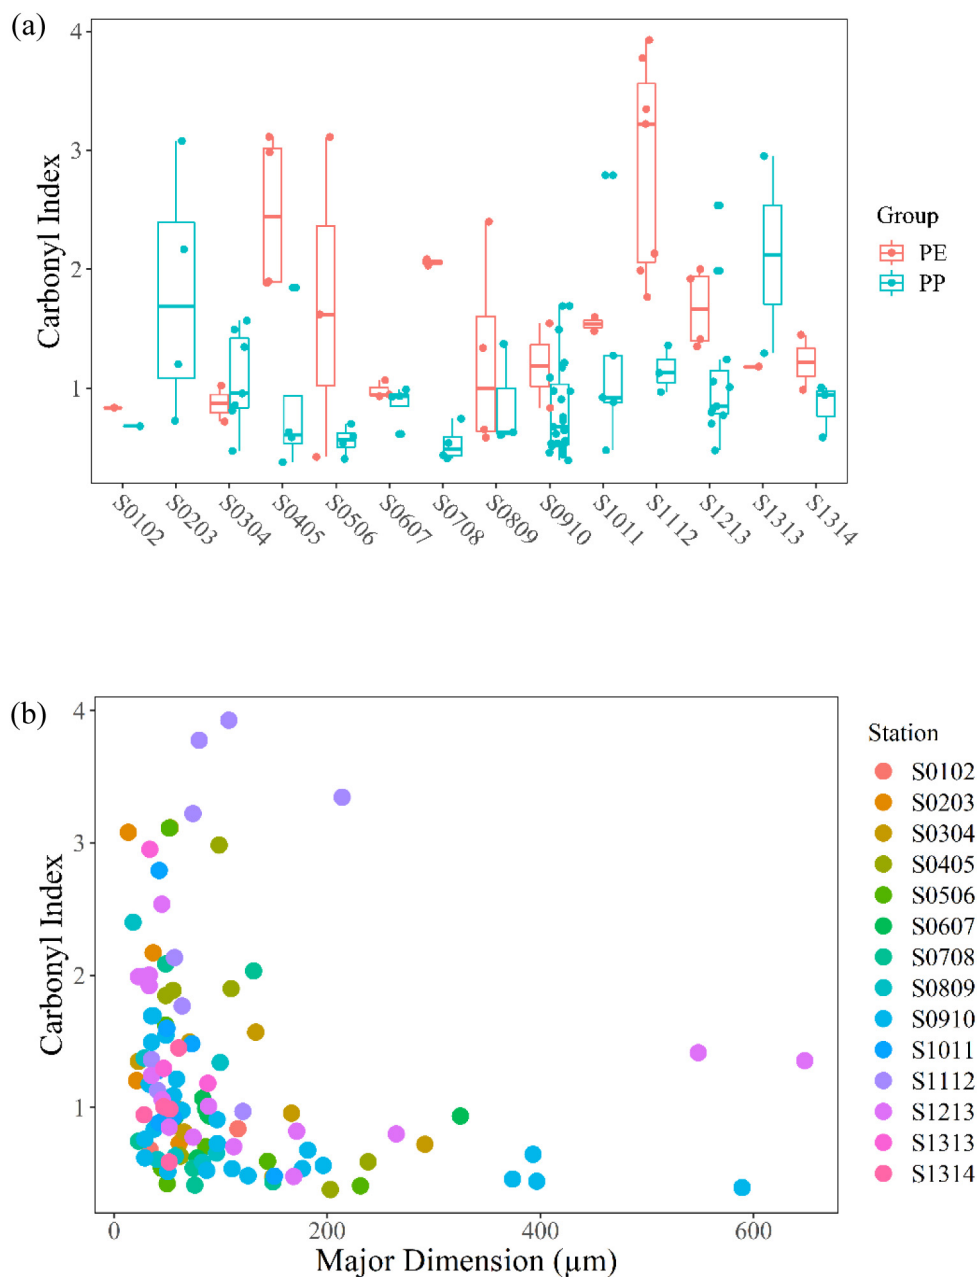 (a)
4
3
2
1
Carbonyl Index
S0102
S0203
S0304
S0405
S0506
S0607
S0708
S0809
S0910
S1011
S1112
S1213
S1313
S1314
Group
PE
PP
(b)
4
3
2
1
Carbonyl Index
0
200
400
600
Major Dimension (µm)
Station
S0102
S0203
S0304
S0405
S0506
S0607
S0708
S0809
S0910
S1011
S1112
S1213
S1313
S1314